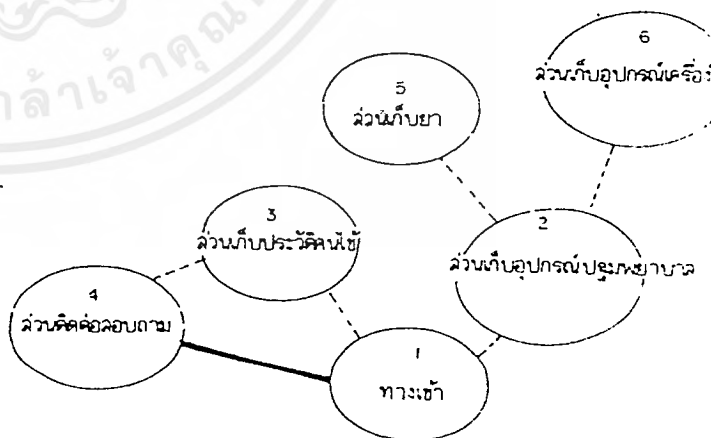 6
ส่วนเก็บอุปกรณ์เครื่อง
5
ส่วนเก็บยา
3
ส่วนเก็บประวัติคนไข้
2
ส่วนเก็บอุปกรณ์ปฐมพยาบาล
4
ส่วนติดต่อสอบถาม
1
ทางเข้า